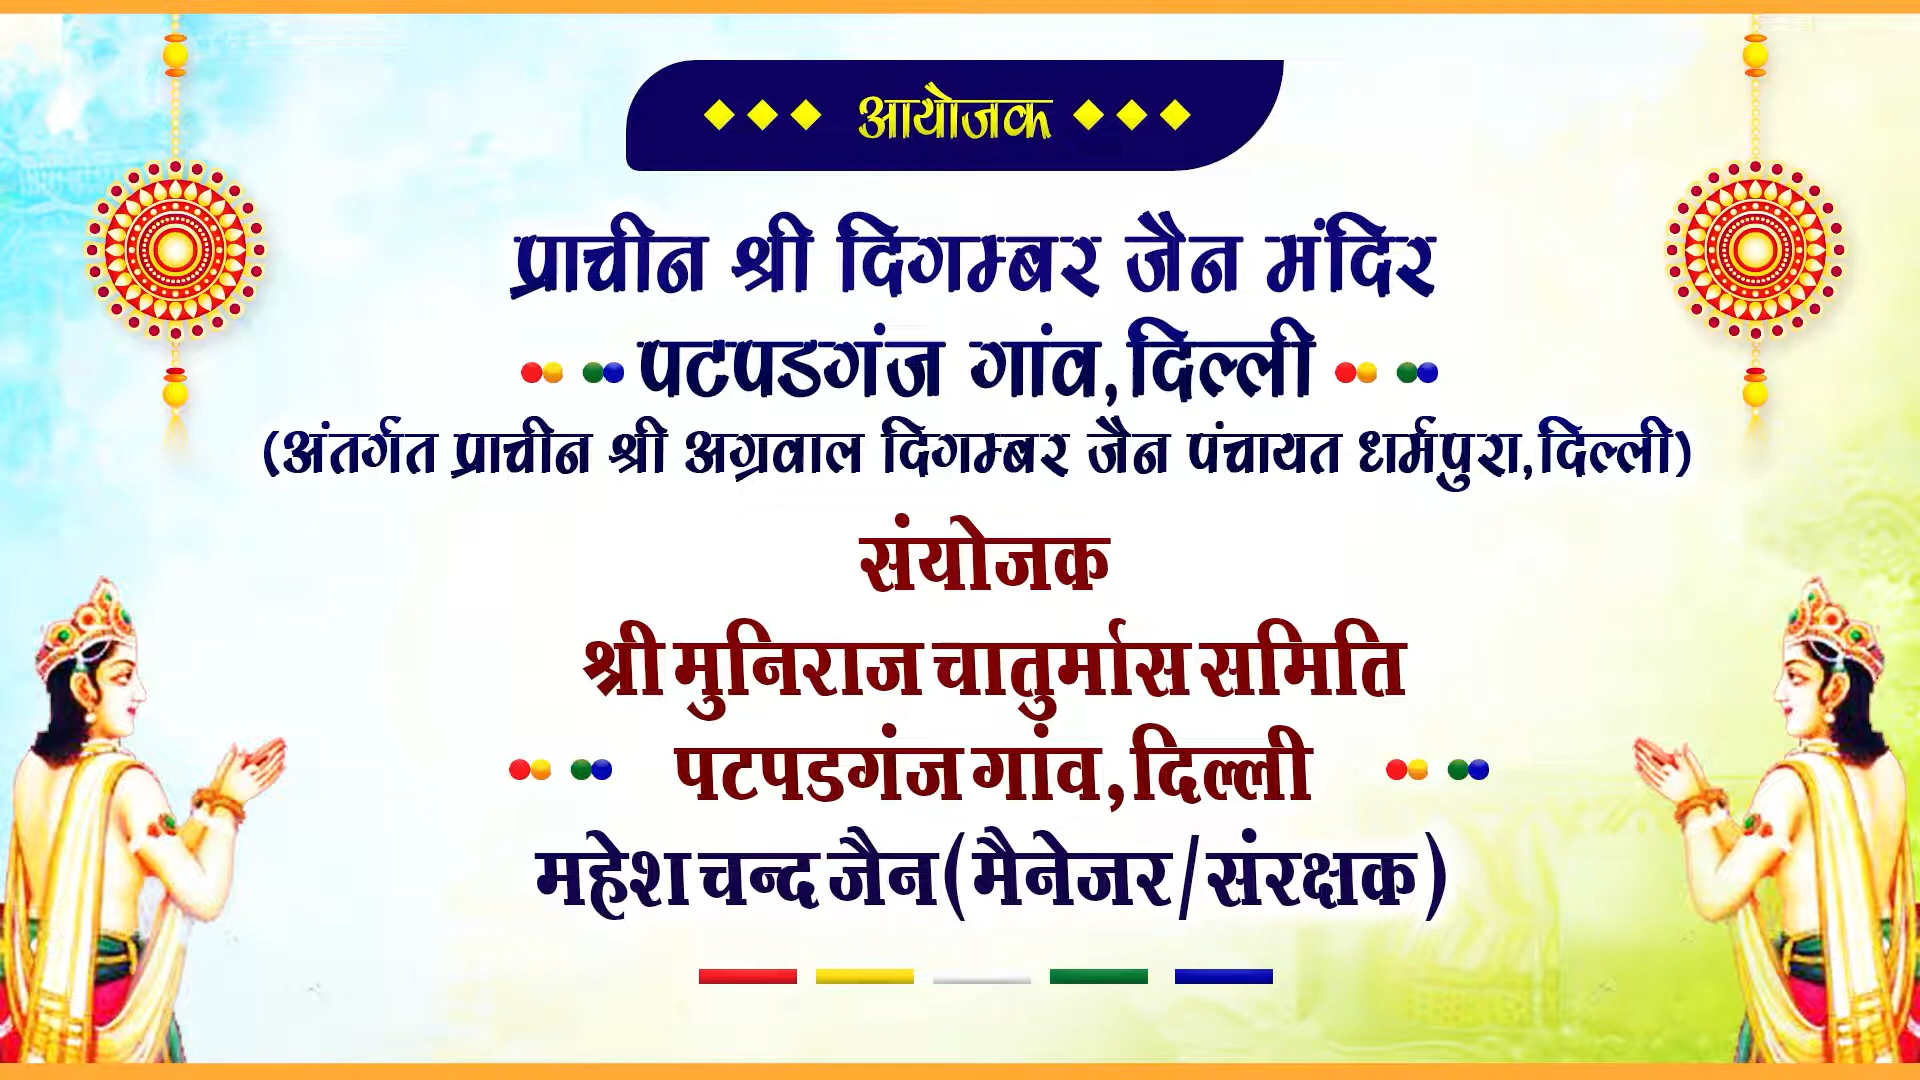 आयोजक
प्राचीन श्री दिगम्बर जैन मंदिर
पटपडगंज गांव,दिल्ली
(अंतर्गत प्राचीन श्री अग्रवाल दिगम्बर जैन पंचायत धर्मपुरा,दिल्ली)
संयोजक
श्री मुनिराज चातुर्मास समिति
पटपडगंज गांव,दिल्ली
महेश चन्द जैन(मैनेजर/संरक्षक)